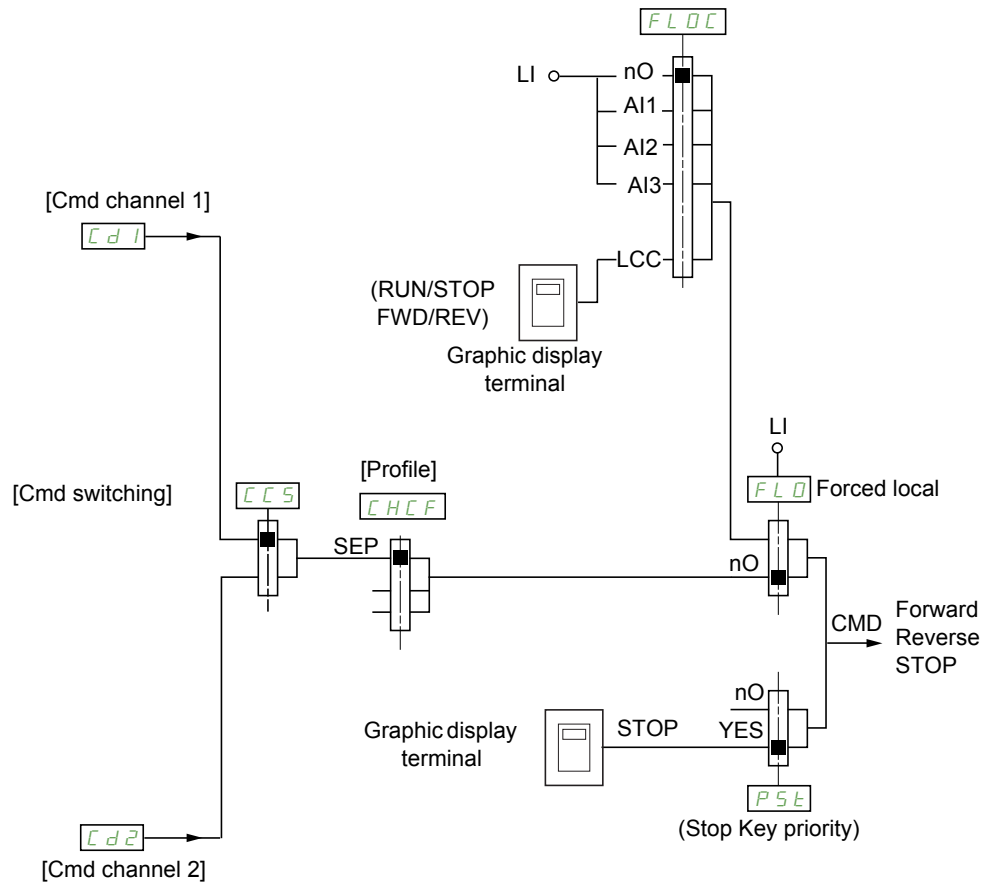 FLOC
LI
nO
AI1
AI2
AI3
LCC
[Cmd channel 1]
Cd1
(RUN/STOP
FWD/REV)
Graphic display
terminal
LI
FLO
Forced local
[Profile]
CHCF
[Cmd switching]
CCS
SEP
nO
CMD
Forward
Reverse
STOP
nO
YES
Graphic display
terminal
STOP
PSt
(Stop Key priority)
Cd2
[Cmd channel 2]